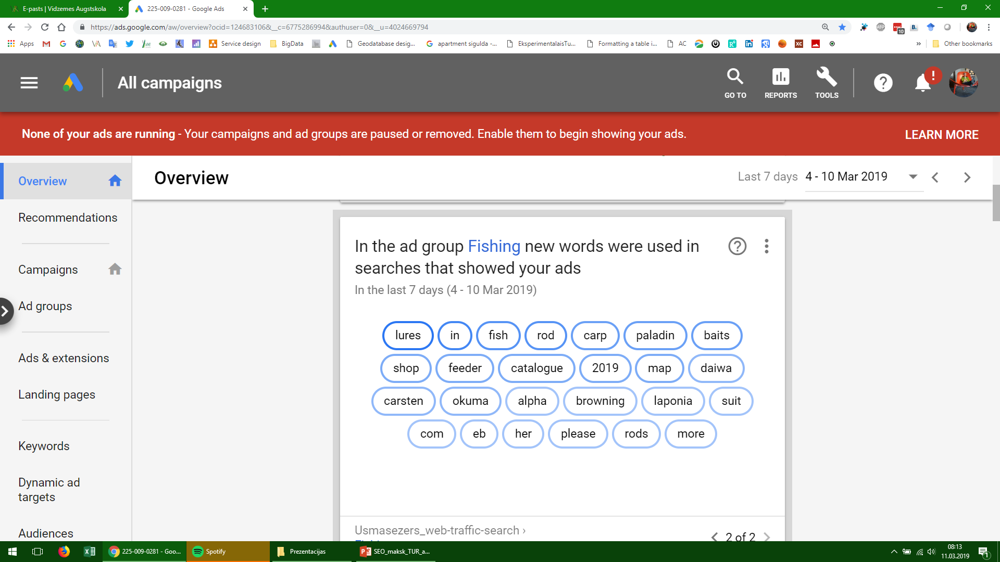 E-pasts | Vidzemes Augstskola
225-009-0281 - Google Ads
https://ads.google.com/aw/overview?ocid=124683106&__c=6775286994&authuser=0&__u=4024669794
Apps
Service design
BigData
Geodatabase desig...
apartment sigulda -...
EksperimentalaisTu...
Formatting a table i...
AC
Other bookmarks
All campaigns
GO TO
REPORTS
TOOLS
None of your ads are running - Your campaigns and ad groups are paused or removed. Enable them to begin showing your ads.
LEARN MORE
Overview
Recommendations
Campaigns
Ad groups
Ads & extensions
Landing pages
Keywords
Dynamic ad
targets
Audiences
Overview
Last 7 days 4 - 10 Mar 2019
In the ad group Fishing new words were used in
searches that showed your ads
In the last 7 days (4 - 10 Mar 2019)
lures in fish rod carp paladin baits
shop feeder catalogue 2019 map daiwa
carsten okuma alpha browning laponia suit
com eb her please rods more
Usmasezers_web-traffic-search ›
2 of 2
225-009-0281 - Goo...
Spotify
Prezentacijas
SEO_maksk_TUR_a...
08:13
11.03.2019